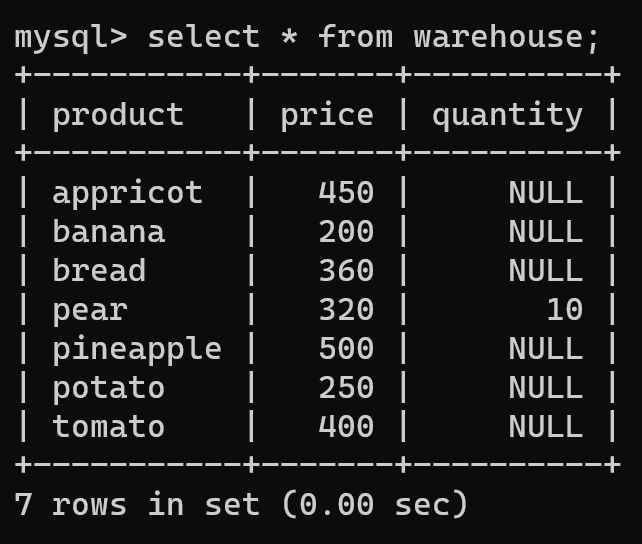 mysql> select * from warehouse;
+-----------+-------+----------+
| product   | price | quantity |
+-----------+-------+----------+
| appricot  |   450 |     NULL |
| banana    |   200 |     NULL |
| bread     |   360 |     NULL |
| pear      |   320 |       10 |
| pineapple |   500 |     NULL |
| potato    |   250 |     NULL |
| tomato    |   400 |     NULL |
+-----------+-------+----------+
7 rows in set (0.00 sec)